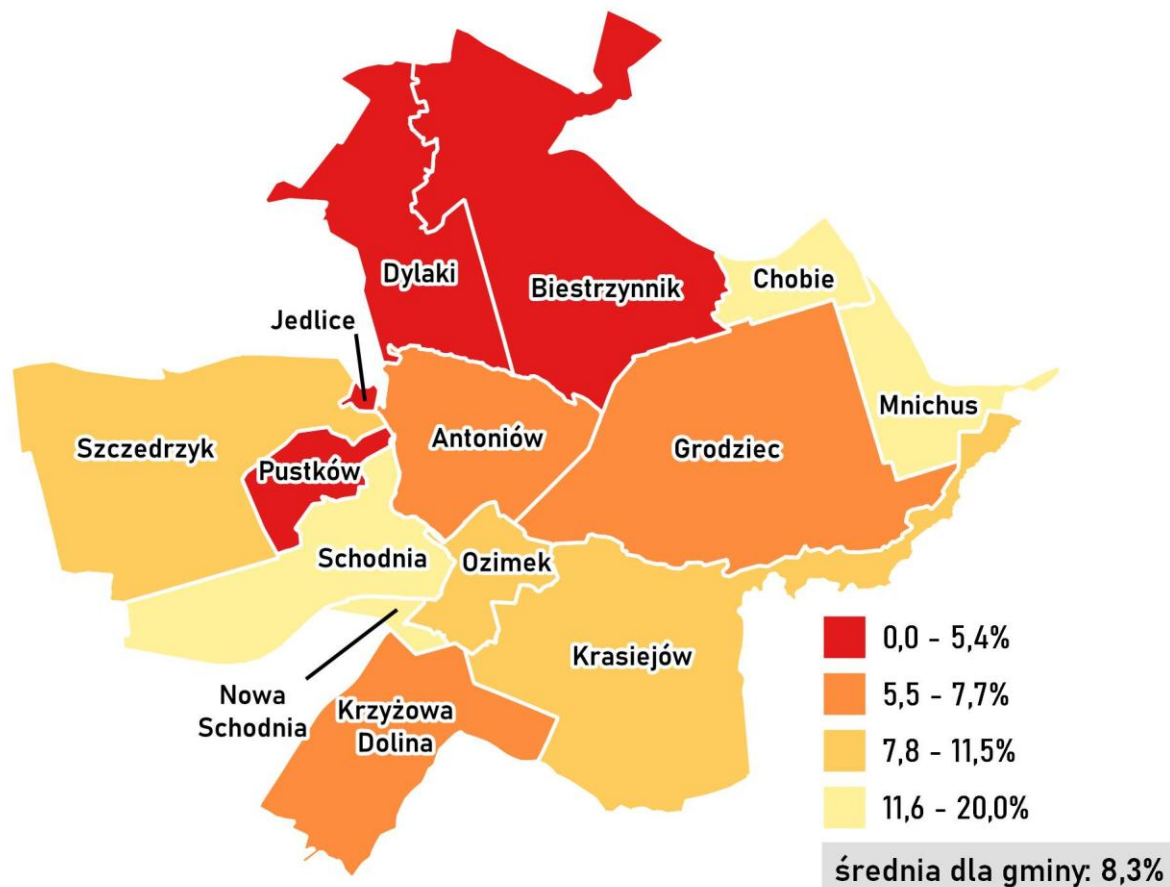 Dylaki
Biestrzynnik
Chobie
Jedlice
Mnichus
Szczedrzyk
Antoniów
Grodziec
Pustków
Schodnia
Ozimek
Krasiejów
Nowa
Schodnia
Krzyżowa
Dolina
0,0 - 5,4%
5,5 - 7,7%
7,8 - 11,5%
11,6 - 20,0%
średnia dla gminy: 8,3%